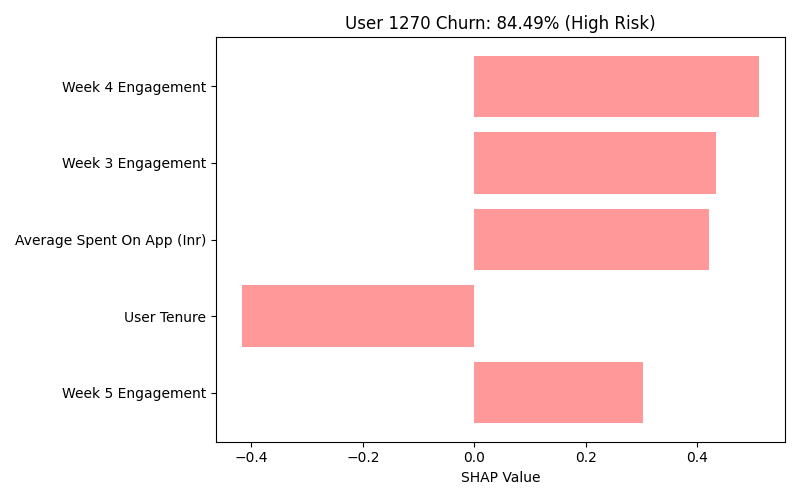 User 1270 Churn: 84.49% (High Risk)
Week 4 Engagement
Week 3 Engagement
Average Spent On App (Inr)
User Tenure
Week 5 Engagement
−0.4 −0.2 0.0 0.2 0.4
SHAP Value